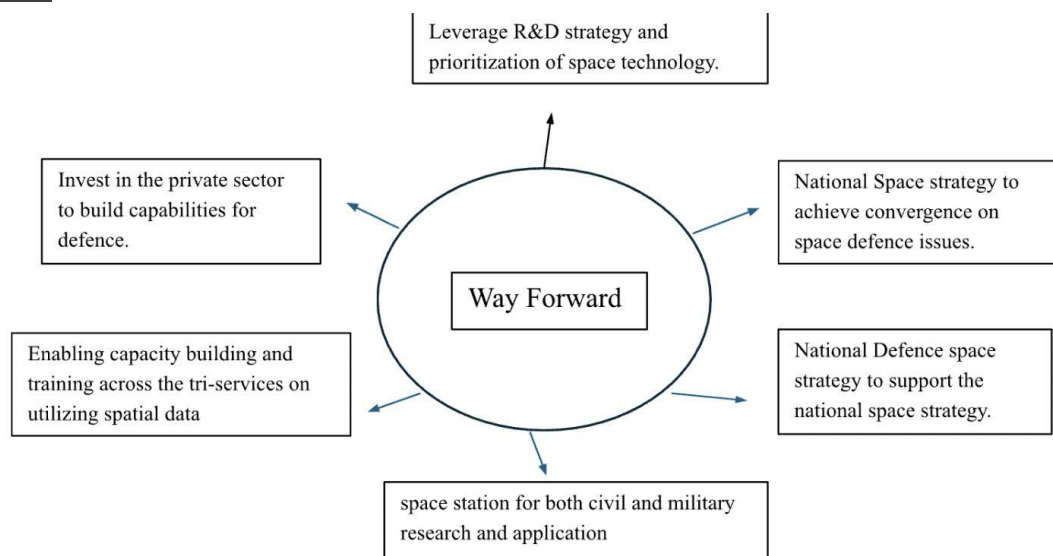 Leverage R&D strategy and
prioritization of space technology.
Invest in the private sector
to build capabilities for
defence.
National Space strategy to
achieve convergence on
space defence issues.
Way Forward
Enabling capacity building and
training across the tri-services on
utilizing spatial data
National Defence space
strategy to support the
national space strategy.
space station for both civil and military
research and application